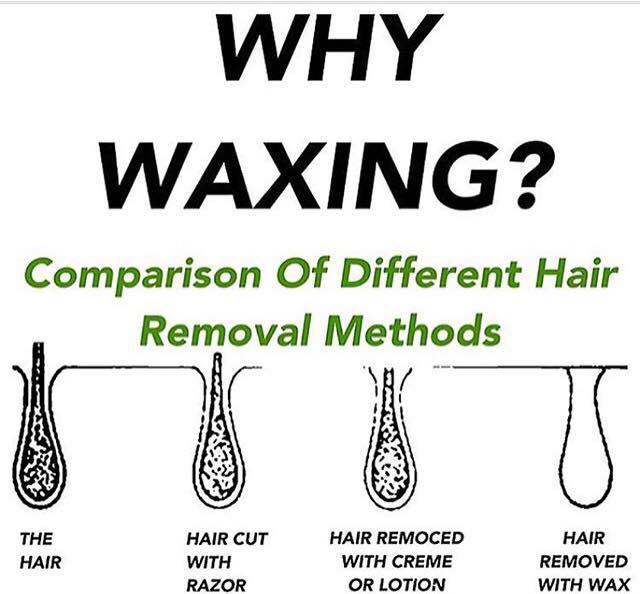 WHY
WAXING?
Comparison Of Different Hair
Removal Methods
THE
HAIR
HAIR CUT
WITH
RAZOR
HAIR REMOCED
WITH CREME
OR LOTION
HAIR
REMOVED
WITH WAX